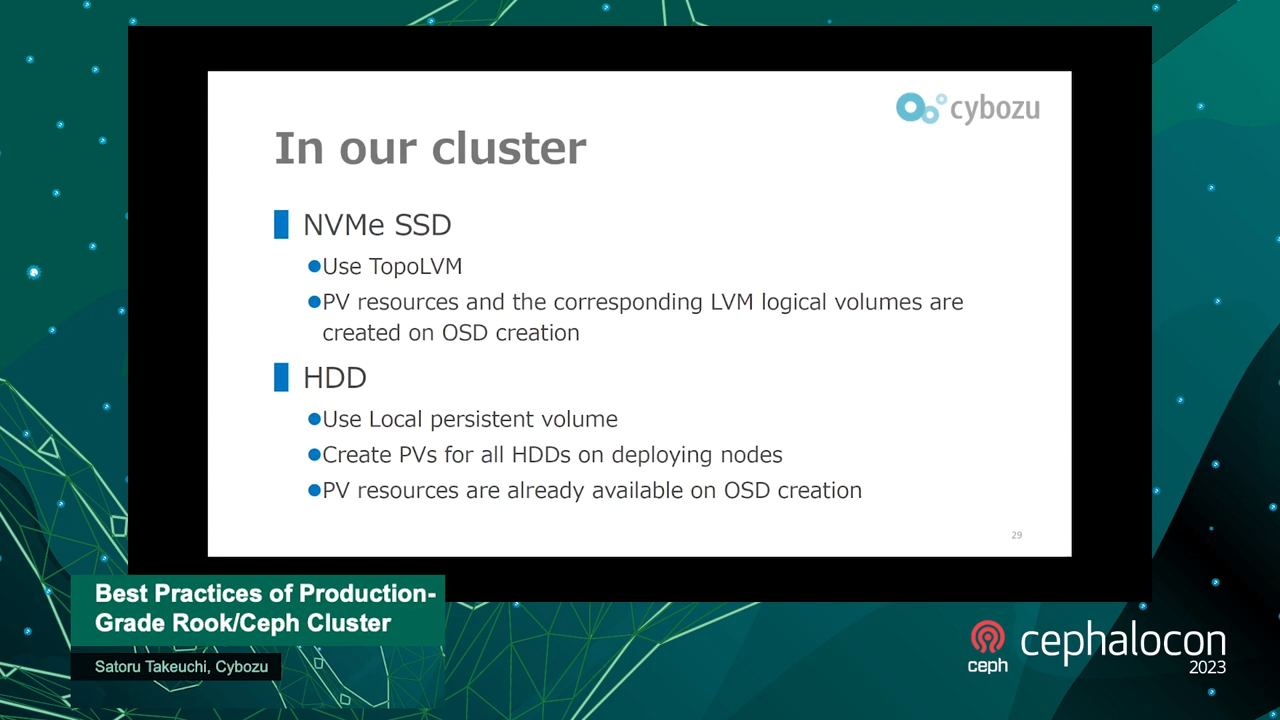 cybozu
In our cluster
NVMe SSD
●Use TopoLVM
●PV resources and the corresponding LVM logical volumes are
created on OSD creation
HDD
●Use Local persistent volume
●Create PVs for all HDDs on deploying nodes
●PV resources are already available on OSD creation
29
Best Practices of Production-
Grade Rook/Ceph Cluster
Satoru Takeuchi, Cybozu
ceph
cephalocon
2023